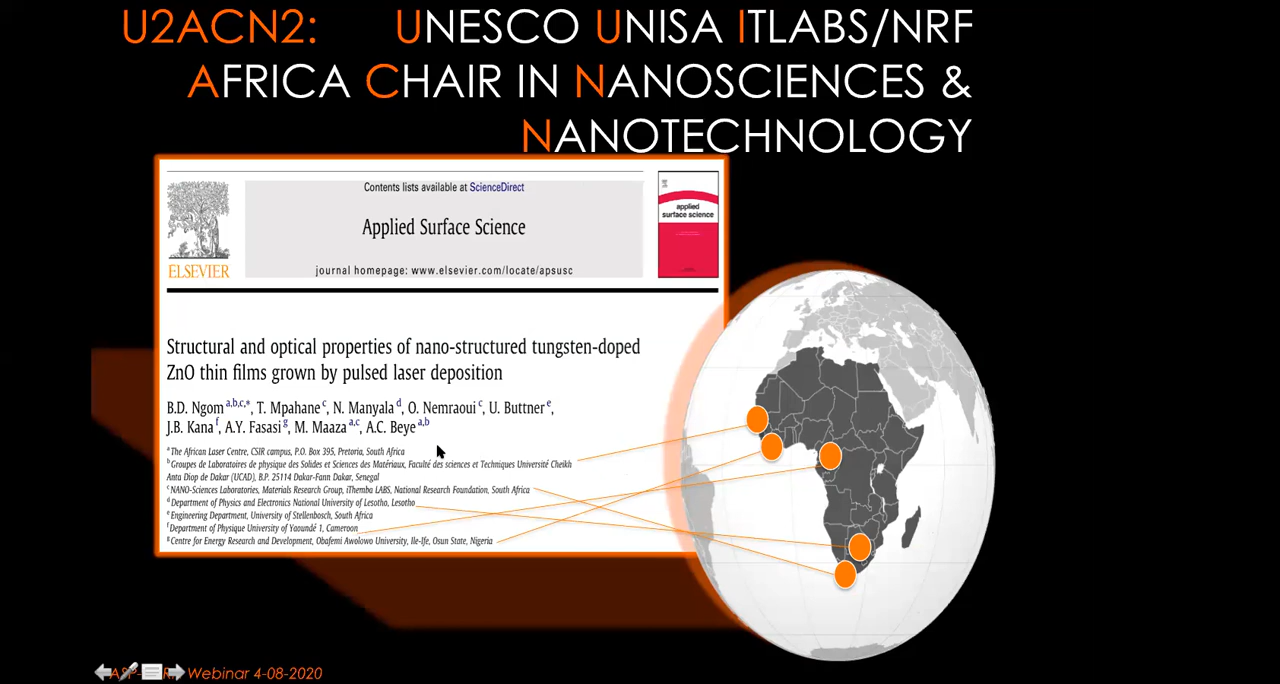 U2ACN2: UNESCO UNISA ITLABS/NRF
AFRICA CHAIR IN NANOSCIENCES &
NANOTECHNOLOGY
Contents lists available at ScienceDirect
Applied Surface Science
journal homepage: www.elsevier.com/locate/apsusc
ELSEVIER
applied
surface science
Structural and optical properties of nano-structured tungsten-doped
ZnO thin films grown by pulsed laser deposition
B.D. Ngom a,b,c,*, T. Mpahane c, N. Manyala d, O. Nemraoui c, U. Buttner e,
J.B. Kana f, A.Y. Fasasi g, M. Maaza a,c, A.C. Beye a,b
a The African Laser Centre, CSIR campus, P.O. Box 395, Pretoria, South Africa
b Groupes de Laboratoires de physique des Solides et Sciences des Matériaux, Faculté des sciences et Techniques Université Cheikh
Anta Diop de Dakar (UCAD), B.P. 25114 Dakar-Fann Dakar, Senegal
c NANO-Sciences Laboratories, Materials Research Group, iThemba LABS, National Research Foundation, South Africa
d Department of Physics and Electronics National University of Lesotho, Lesotho
e Engineering Department, University of Stellenbosch, South Africa
f Department of Physique University of Yaoundé 1, Cameroon
g Centre for Energy Research and Development, Obafemi Awolowo University, Ile-Ife, Osun State, Nigeria
Webinar 4-08-2020